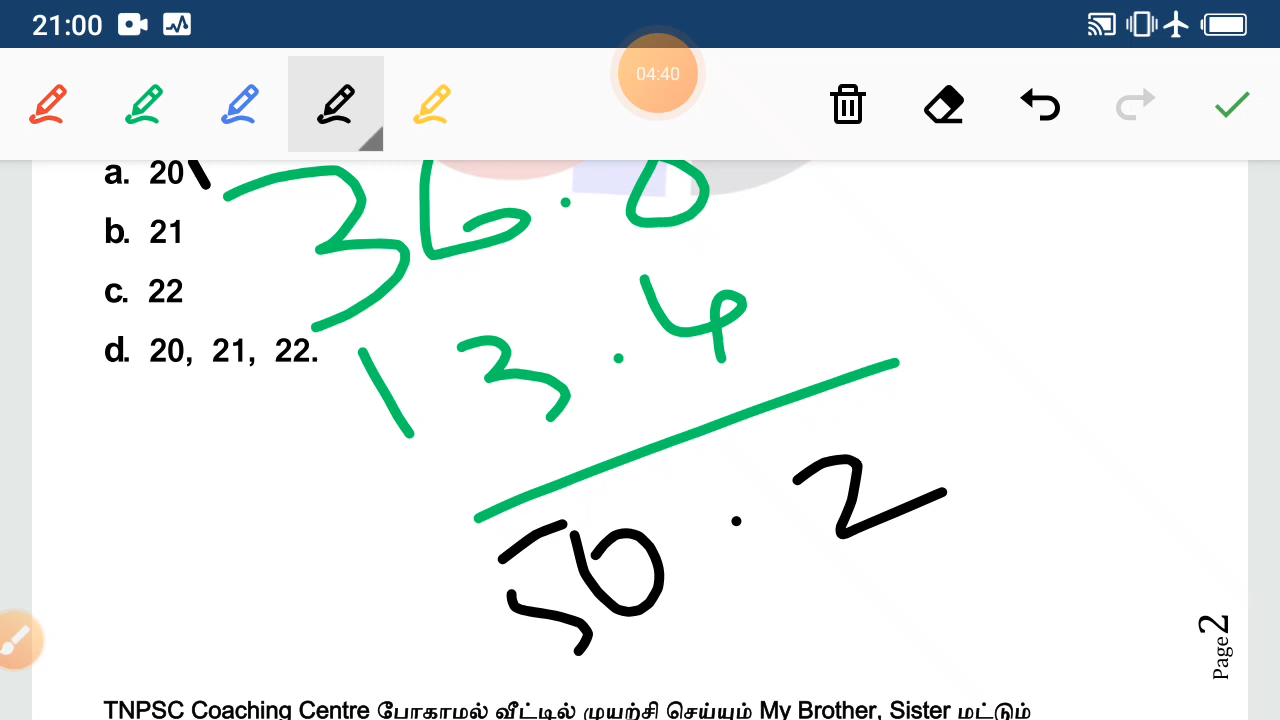 21:00
04:40
a. 20
b. 21
c. 22
d. 20, 21, 22.
36.8
13.4
50.2
Page 2
TNPSC Coaching Centre போகாமல் வீட்டில் முயற்சி செய்யும் My Brother, Sister மட்டும்